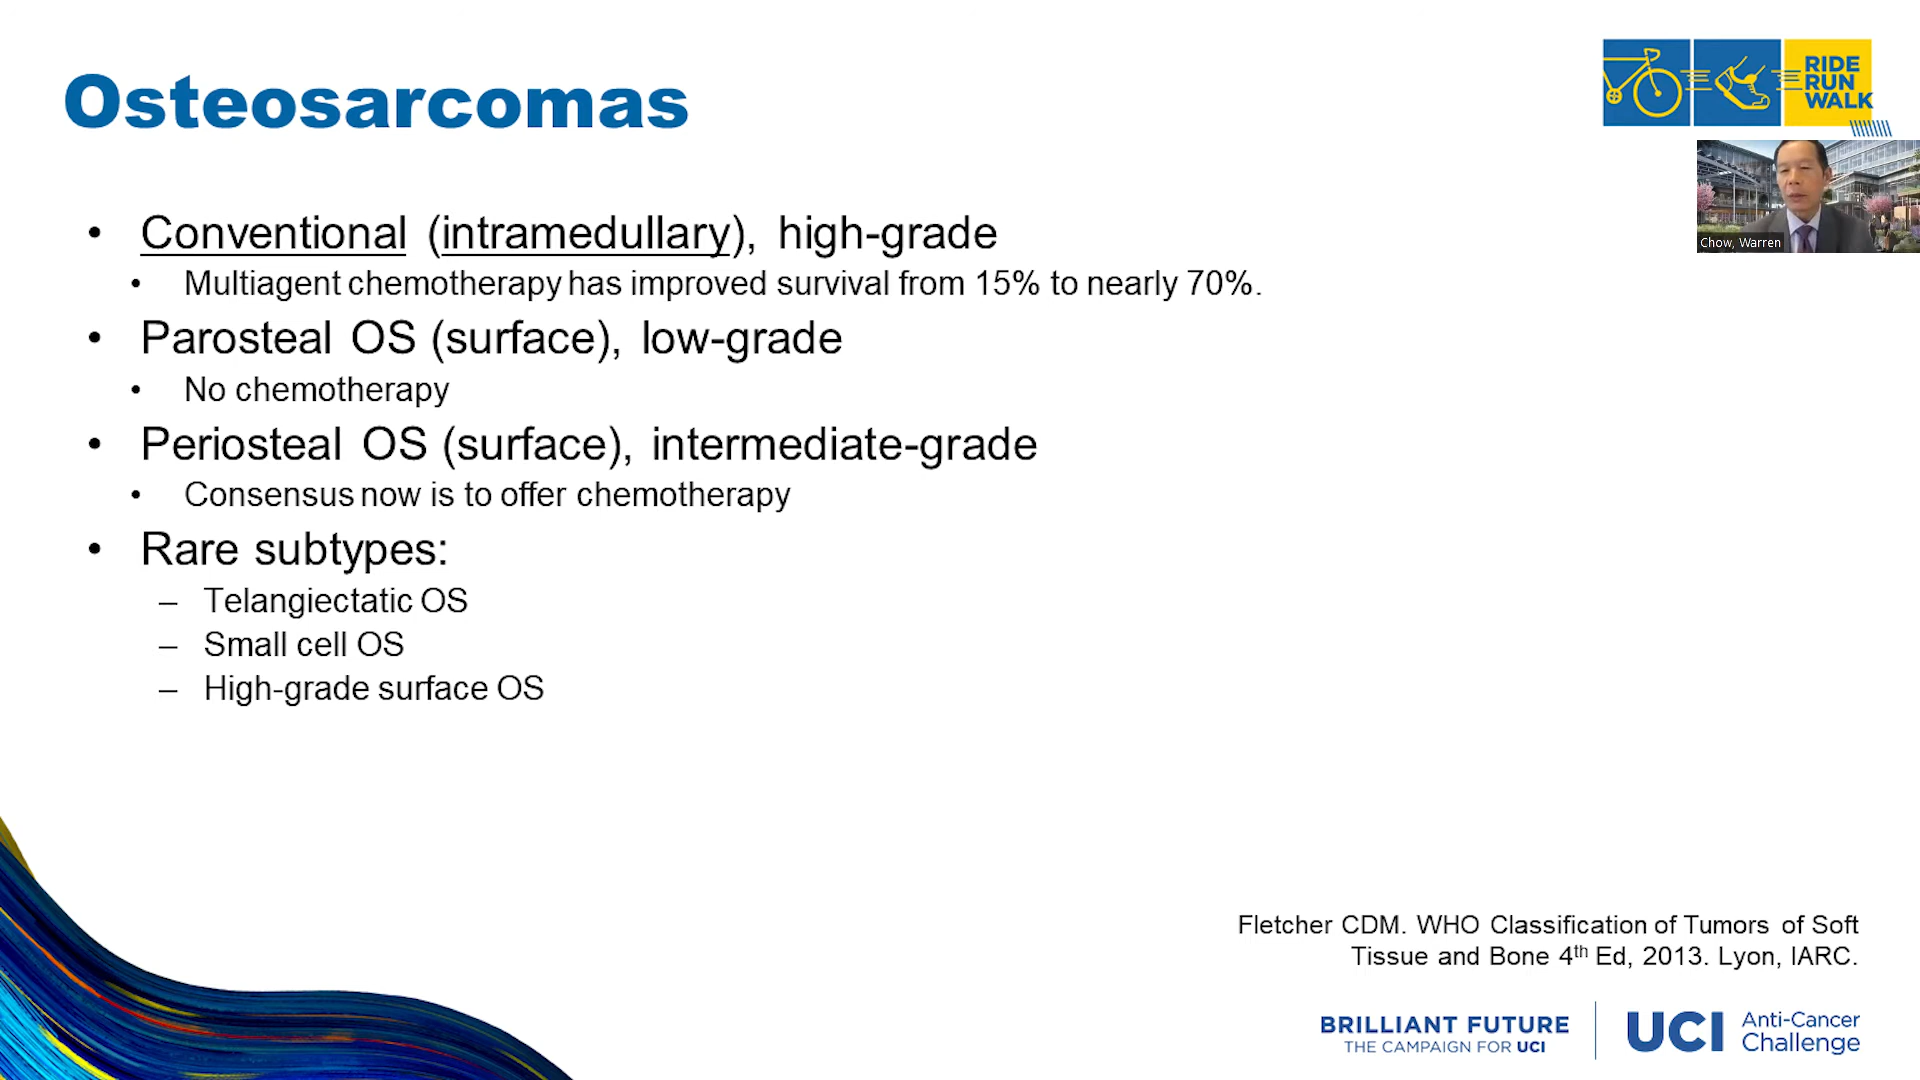 Osteosarcomas
RIDE
RUN
WALK
Chow, Warren
• Conventional (intramedullary), high-grade
• Multiagent chemotherapy has improved survival from 15% to nearly 70%.
• Parosteal OS (surface), low-grade
• No chemotherapy
• Periosteal OS (surface), intermediate-grade
• Consensus now is to offer chemotherapy
• Rare subtypes:
– Telangiectatic OS
– Small cell OS
– High-grade surface OS
Fletcher CDM. WHO Classification of Tumors of Soft
Tissue and Bone 4th Ed, 2013. Lyon, IARC.
BRILLIANT FUTURE
THE CAMPAIGN FOR UCI
UCI
Anti-Cancer
Challenge